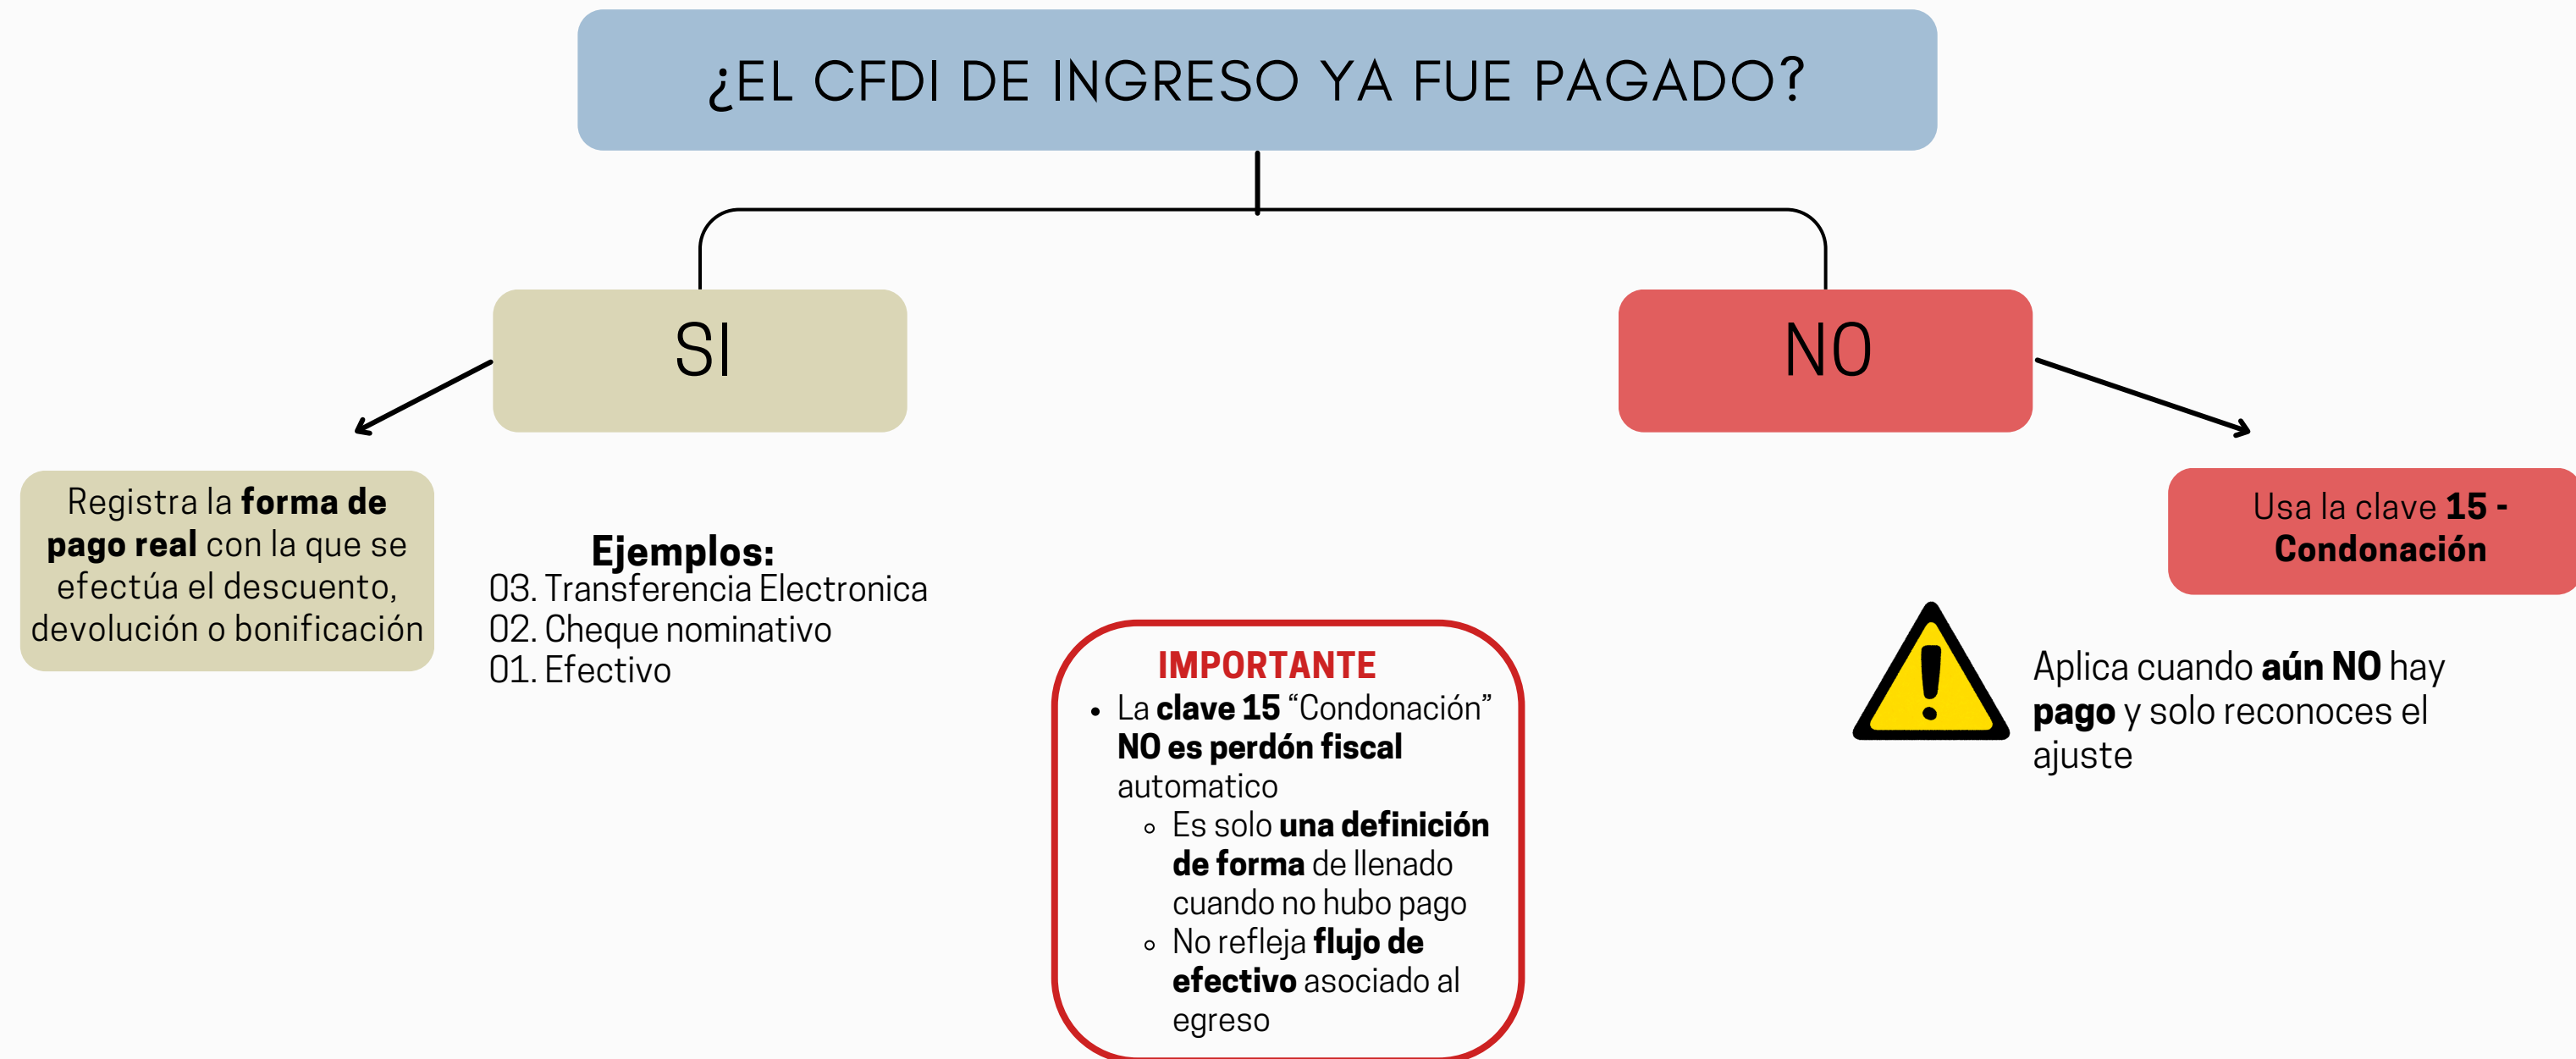 ¿EL CFDI DE INGRESO YA FUE PAGADO?
SI
NO
Registra la forma de
pago real con la que se
efectúa el descuento,
devolución o bonificación
Ejemplos:
03. Transferencia Electronica
02. Cheque nominativo
01. Efectivo
IMPORTANTE
• La clave 15 “Condonación”
NO es perdón fiscal
automatico
◦ Es solo una definición
de forma de llenado
cuando no hubo pago
◦ No refleja flujo de
efectivo asociado al
egreso
Usa la clave 15 -
Condonación
Aplica cuando aún NO hay
pago y solo reconoces el
ajuste